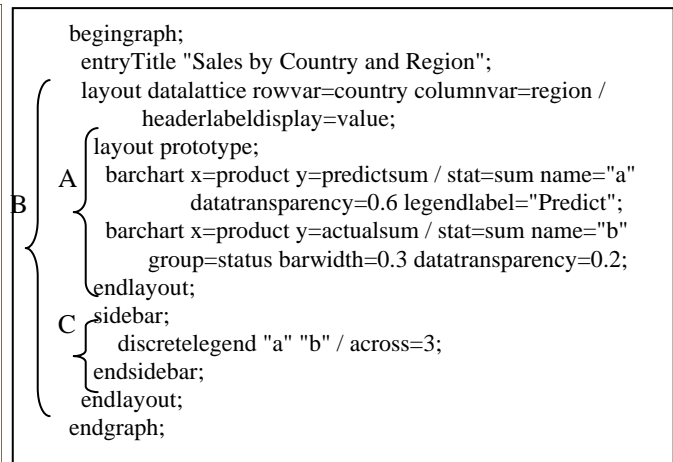 begingraph;
entryTitle "Sales by Country and Region";
layout datalattice rowvar=country columnvar=region /
headerlabeldisplay=value;
layout prototype;
A barchart x=product y=predictsum / stat=sum name="a"
datatransparency=0.6 legendlabel="Predict";
B barchart x=product y=actualsum / stat=sum name="b"
group=status barwidth=0.3 datatransparency=0.2;
endlayout;
C sidebar;
discretelegend "a" "b" / across=3;
endsidebar;
endlayout;
endgraph;